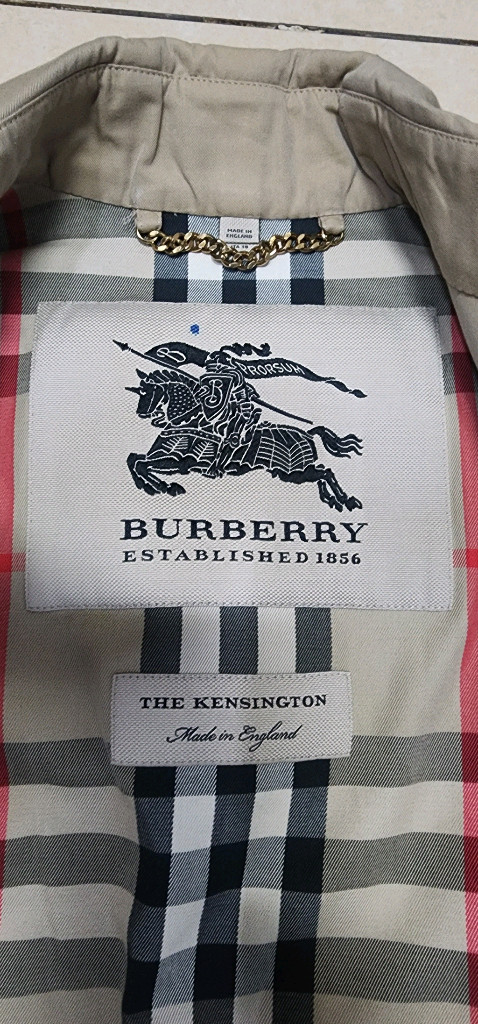 MADE IN
ENGLAND
PRORSUM
B
BURBERRY
ESTABLISHED 1856
THE KENSINGTON
Made in England